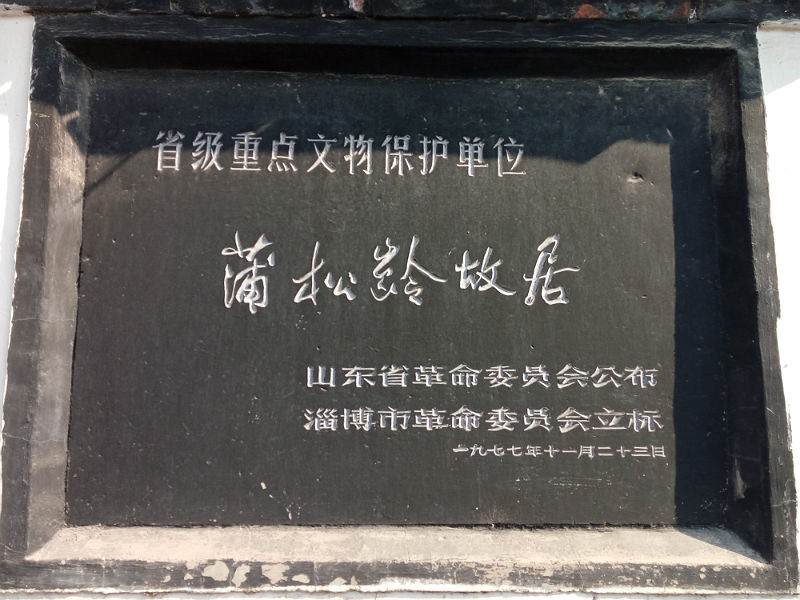 省级重点文物保护单位
蒲松龄故居
山东省革命委员会公布
淄博市革命委员会立标
一九七七年十一月二十三日